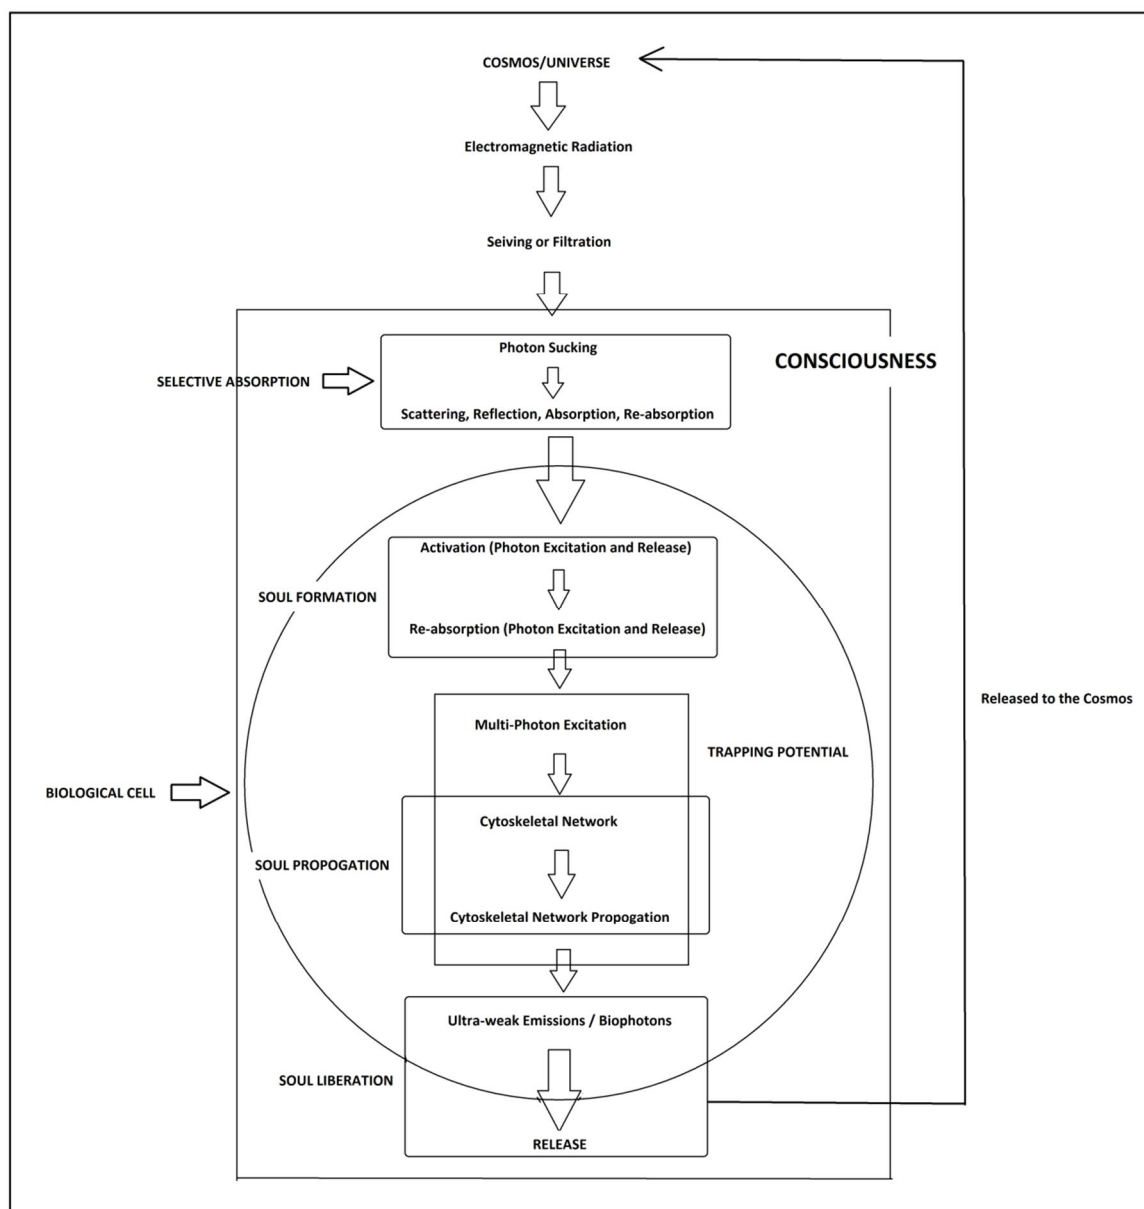 COSMOS/UNIVERSE
Electromagnetic Radiation
Seiving or Filtration
Photon Sucking
CONSCIOUSNESS
SELECTIVE ABSORPTION
Scattering, Reflection, Absorption, Re-absorption
Activation (Photon Excitation and Release)
SOUL FORMATION
Re-absorption (Photon Excitation and Release)
Released to the Cosmos
Multi-Photon Excitation
TRAPPING POTENTIAL
BIOLOGICAL CELL
Cytoskeletal Network
SOUL PROPOGATION
Cytoskeletal Network Propogation
Ultra-weak Emissions / Biophotons
SOUL LIBERATION
RELEASE